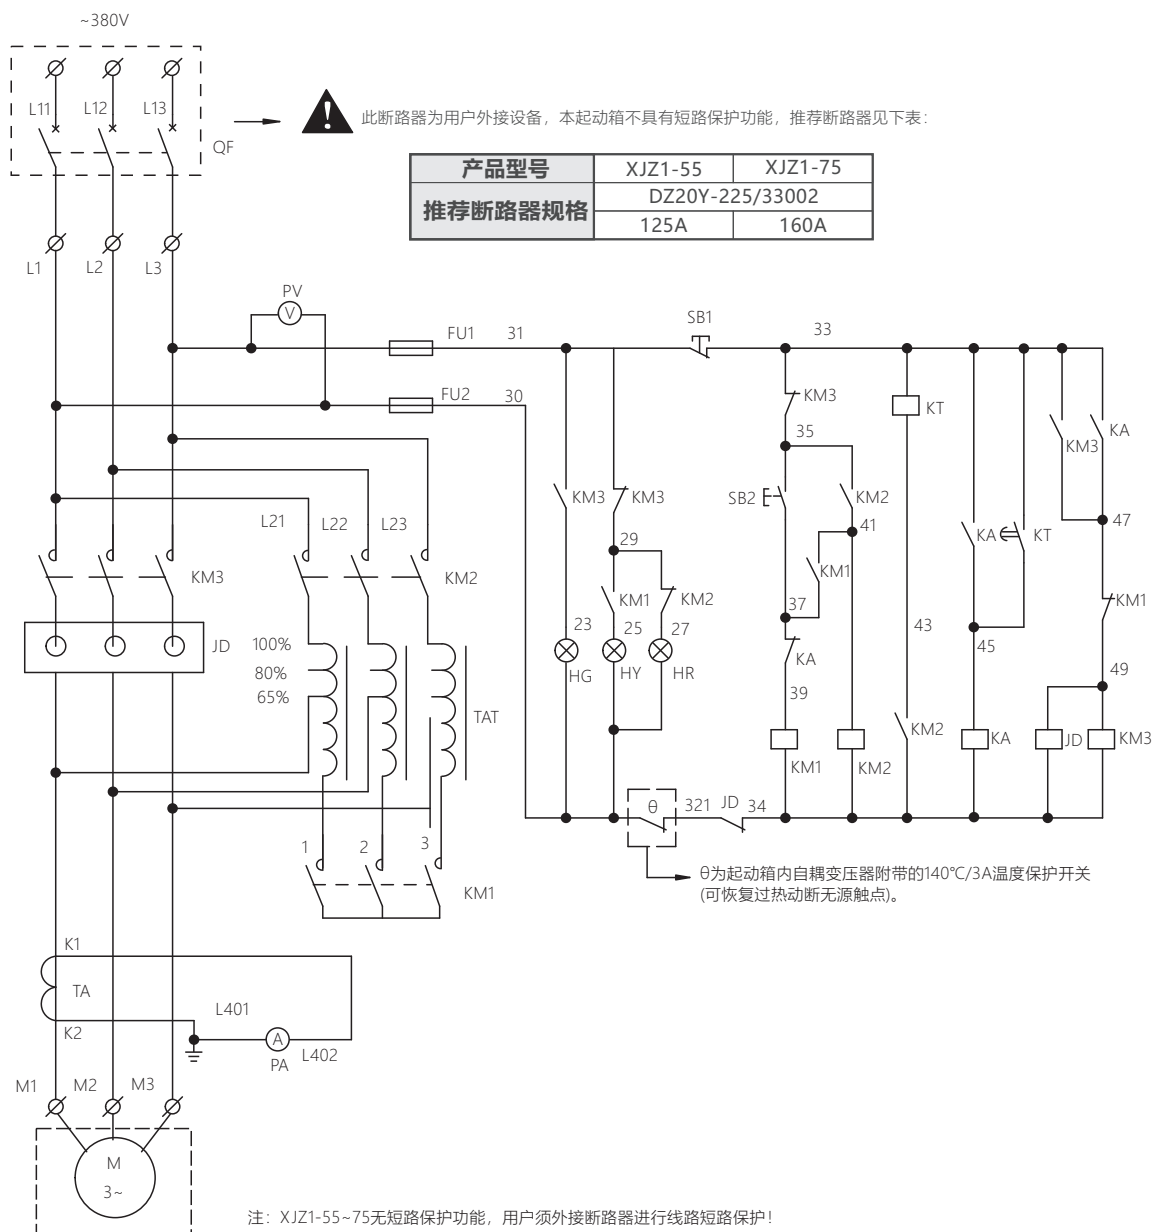 ~380V
L11 L12 L13
QF
此断路器为用户外接设备，本起动箱不具有短路保护功能，推荐断路器见下表：
产品型号 XJZ1-55 XJZ1-75
推荐断路器规格 DZ20Y-225/33002
125A 160A
L1 L2 L3
PV
V
FU1 31 SB1 33
FU2 30
KM3 KT
35
KM3 KA
KM3 KM3 SB2 KM2
L21 L22 L23
41 47
29 KA KT
KM3 KM2
KM1
KM1 KM2 KM1
37
23 25 27 43 45
JD
100%
80%
65%
HG HY HR
KA
39 49
TAT
KM2
KM1 KM2 KA JD KM3
θ 321 JD 34
1 2 3
KM1
θ为起动箱内自耦变压器附带的140℃/3A温度保护开关
(可恢复过热动断无源触点)。
K1
TA
L401
K2
A
L402
PA
M1 M2 M3
M
3~
注：XJZ1-55~75无短路保护功能，用户须外接断路器进行线路短路保护！